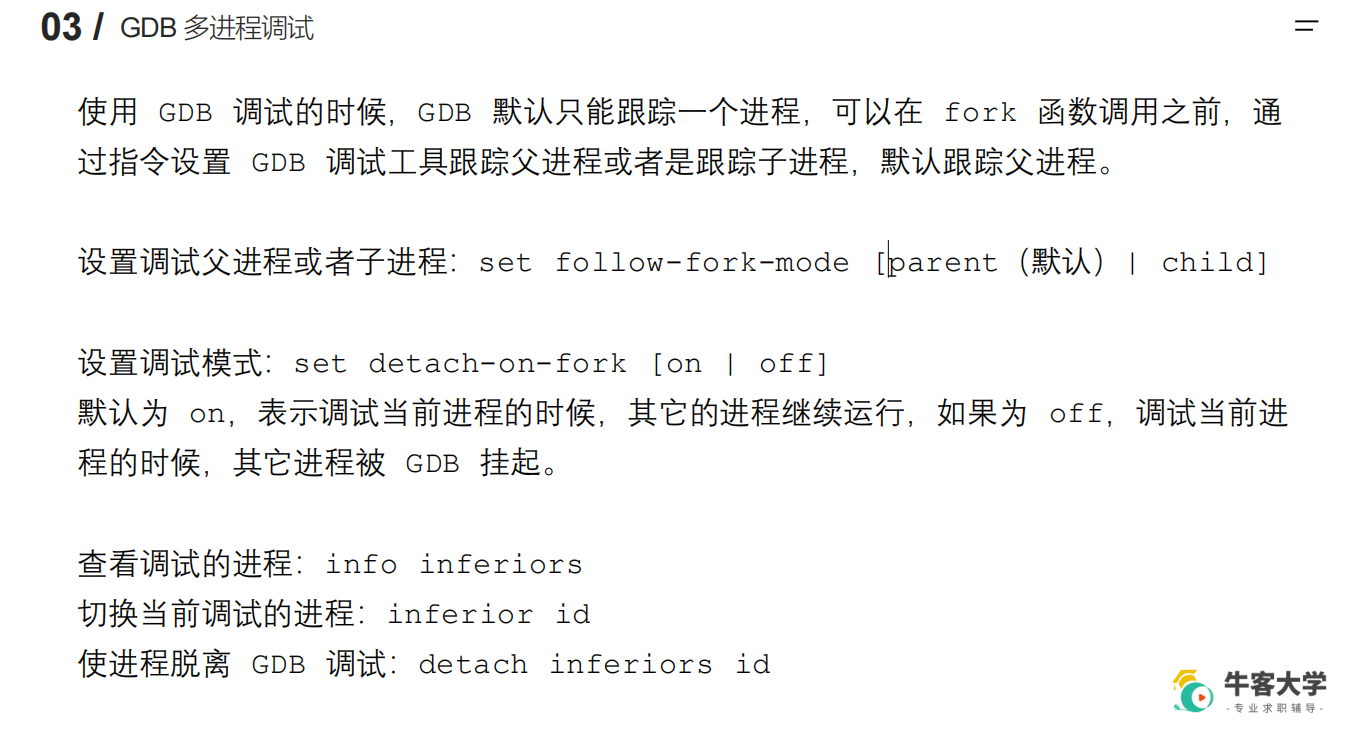 03 / GDB 多进程调试
使用 GDB 调试的时候，GDB 默认只能跟踪一个进程，可以在 fork 函数调用之前，通
过指令设置 GDB 调试工具跟踪父进程或者是跟踪子进程，默认跟踪父进程。
设置调试父进程或者子进程：set follow-fork-mode [parent（默认）| child]
设置调试模式：set detach-on-fork [on | off]
默认为 on，表示调试当前进程的时候，其它的进程继续运行，如果为 off，调试当前进
程的时候，其它进程被 GDB 挂起。
查看调试的进程：info inferiors
切换当前调试的进程：inferior id
使进程脱离 GDB 调试：detach inferiors id
牛客大学
-专业求职辅导-